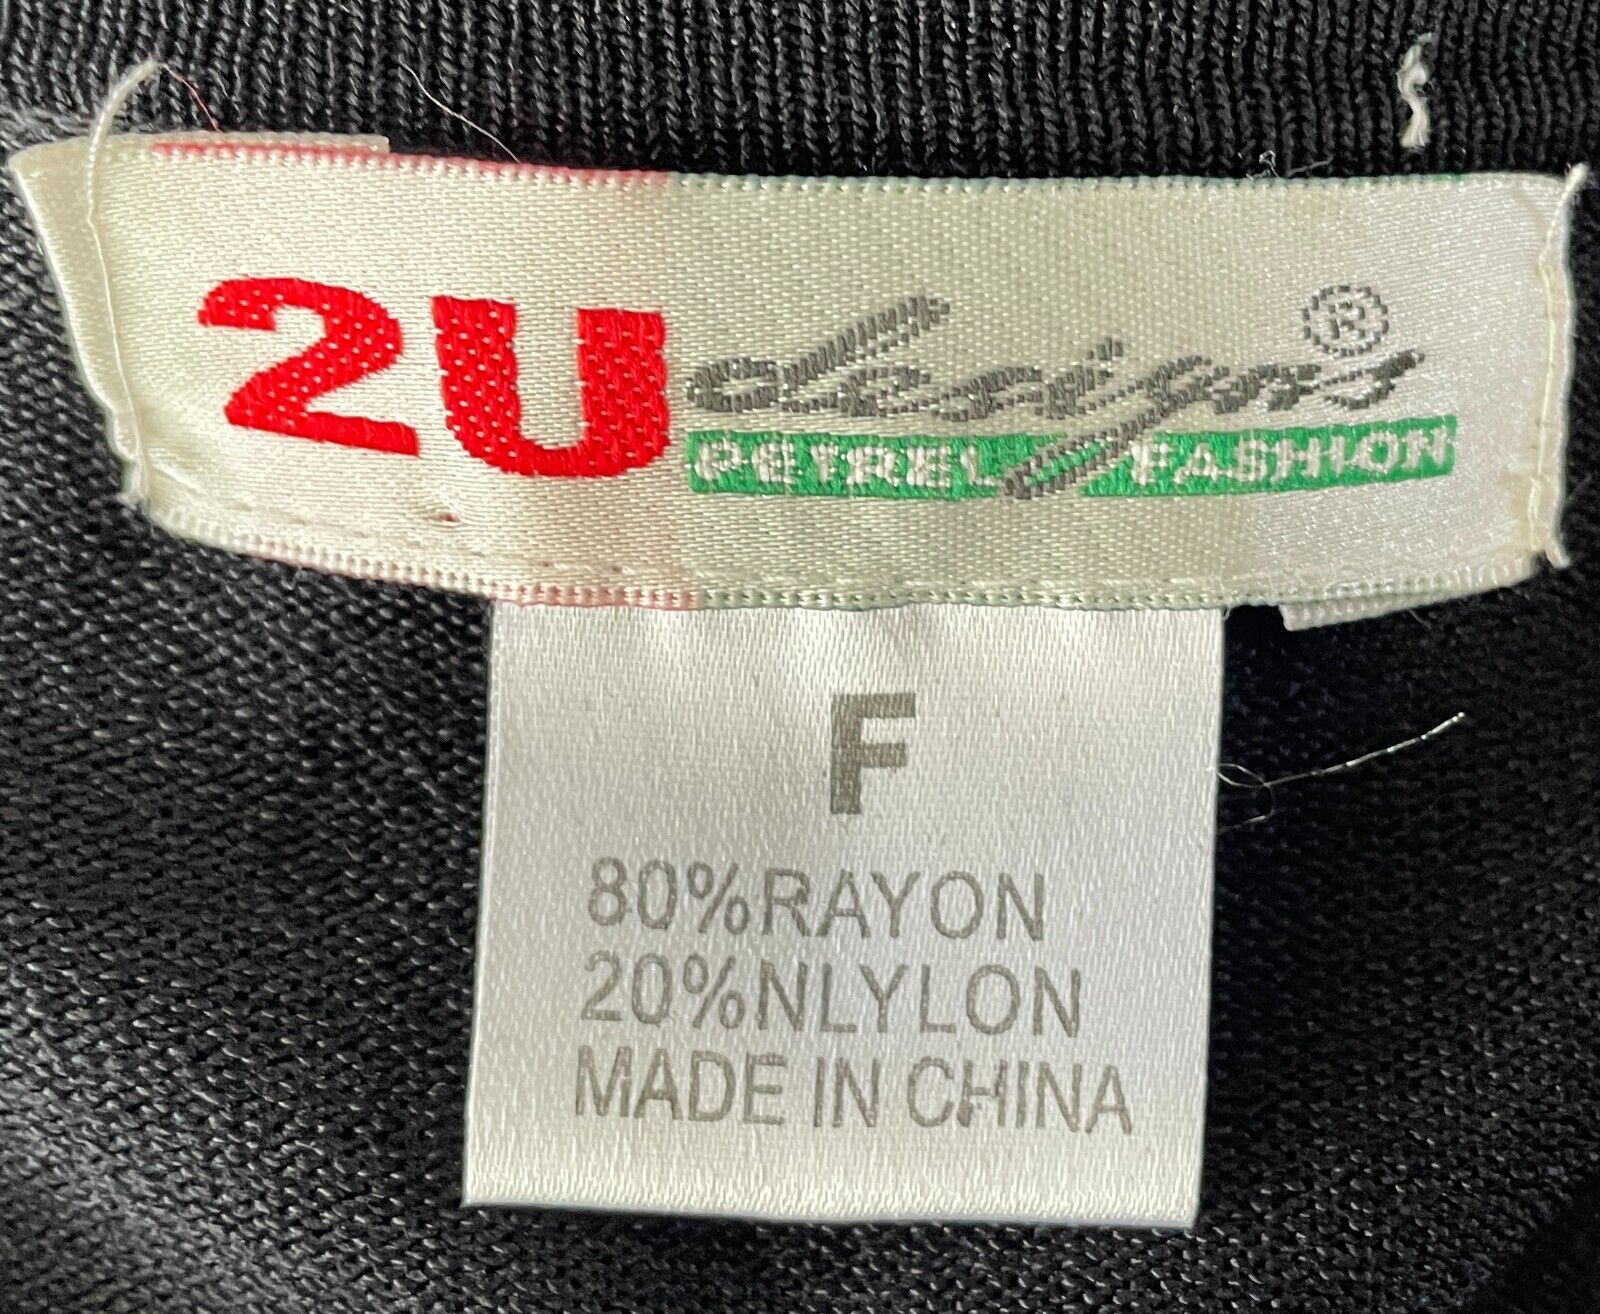 2U designs ®
PETREL FASHION
F
80%RAYON
20%NLYLON
MADE IN CHINA